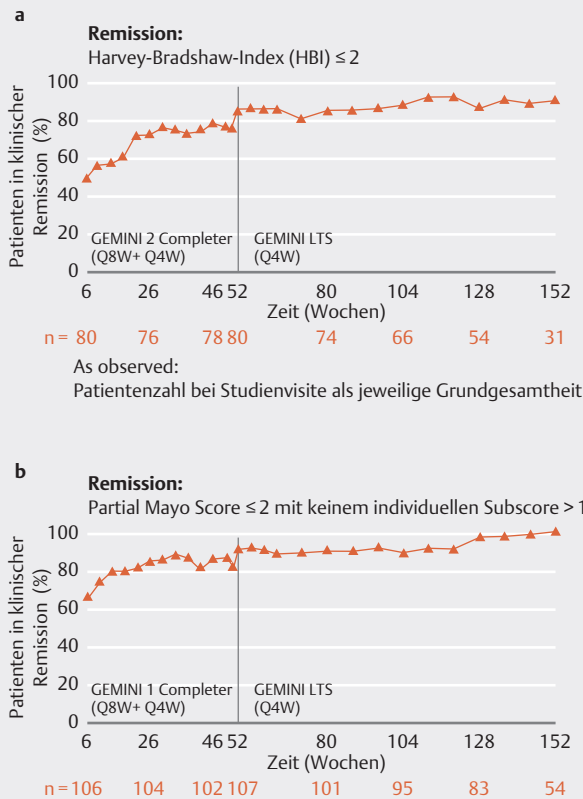 a
Remission:
Harvey-Bradshaw-Index (HBI) ≤ 2
Patienten in klinischer
Remission (%)
100
80
60
40
20
0
GEMINI 2 Completer
(Q8W+ Q4W)
GEMINI LTS
(Q4W)
6 26 46 52 80 104 128 152
Zeit (Wochen)
n = 80 76 78 80 74 66 54 31
As observed:
Patientenzahl bei Studienvisite als jeweilige Grundgesamtheit
b
Remission:
Partial Mayo Score ≤ 2 mit keinem individuellen Subscore > 1
Patienten in klinischer
Remission (%)
100
80
60
40
20
0
GEMINI 1 Completer
(Q8W+ Q4W)
GEMINI LTS
(Q4W)
6 26 46 52 80 104 128 152
Zeit (Wochen)
n = 106 104 102 107 101 95 83 54